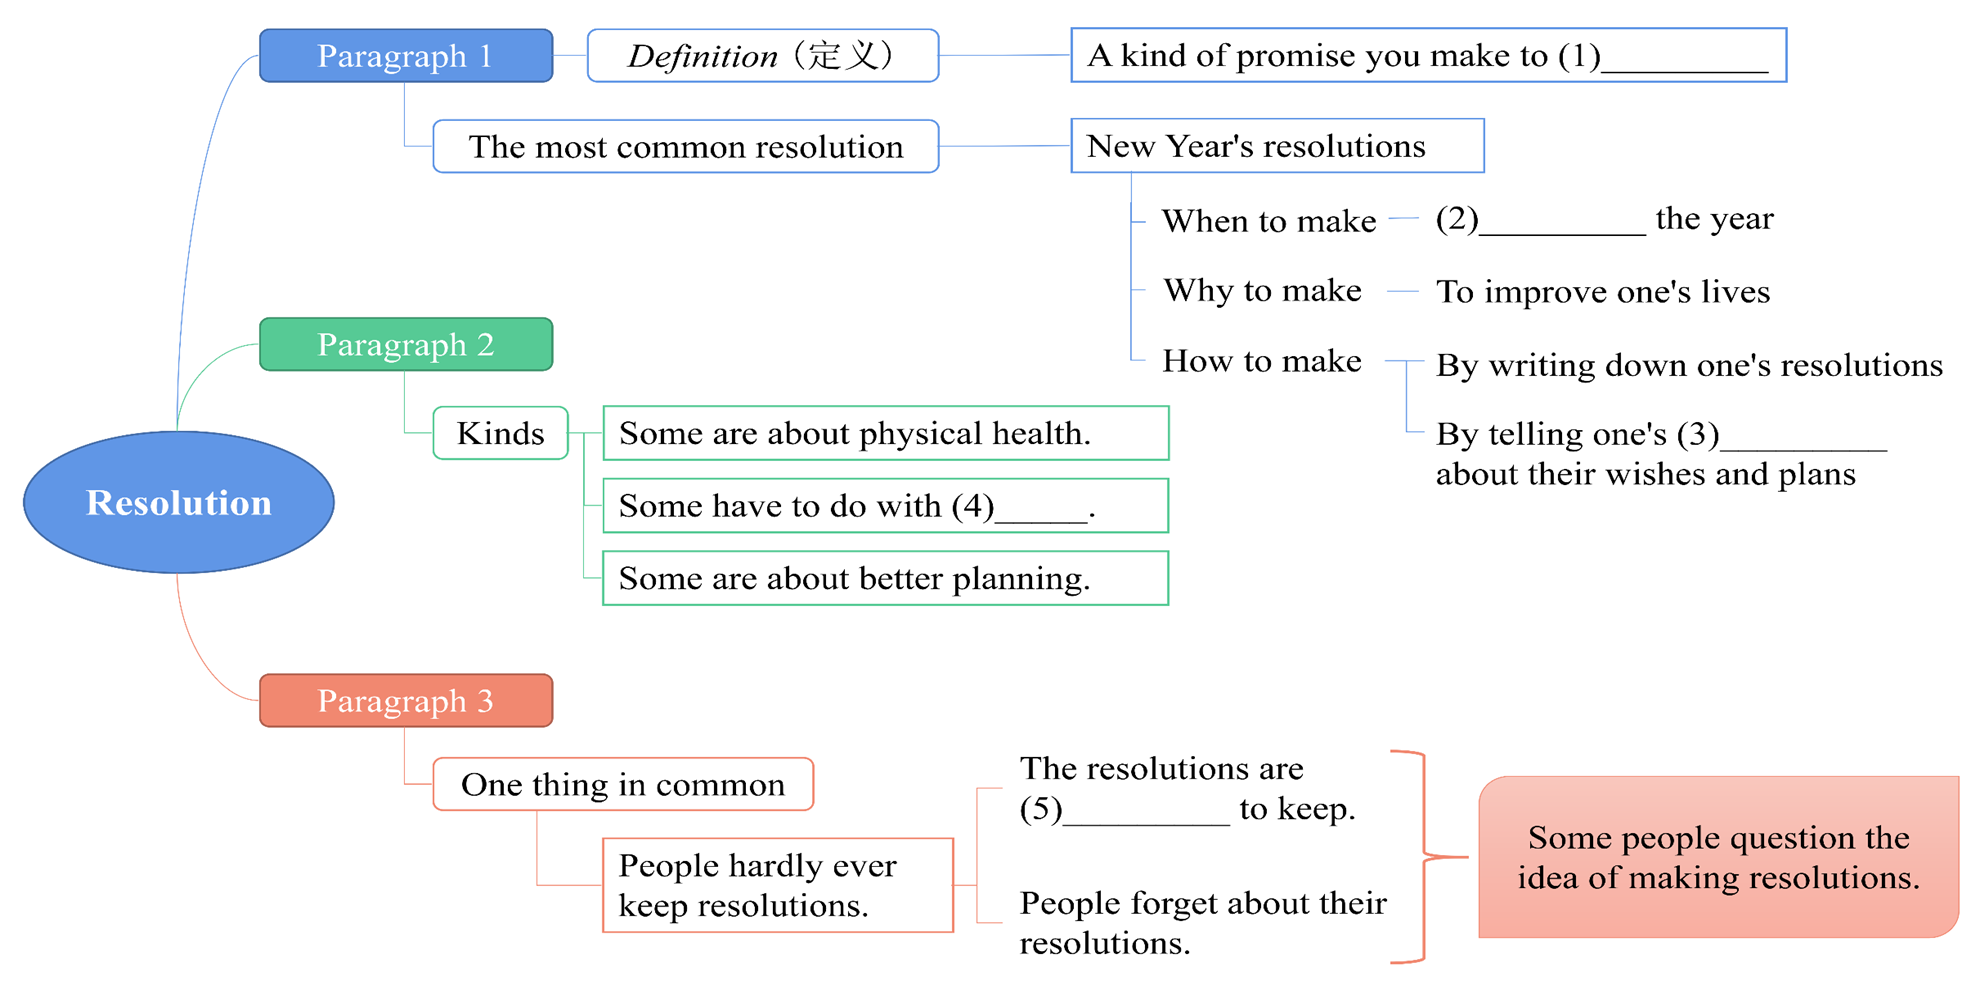 Paragraph 1
Definition（定义）
A kind of promise you make to (1)__________
The most common resolution
New Year's resolutions
When to make
(2)__________ the year
Why to make
To improve one's lives
How to make
By writing down one's resolutions
By telling one's (3)__________
about their wishes and plans
Paragraph 2
Kinds
Some are about physical health.
Some have to do with (4)_____.
Some are about better planning.
Resolution
Paragraph 3
One thing in common
People hardly ever
keep resolutions.
The resolutions are
(5)__________ to keep.
People forget about their
resolutions.
Some people question the
idea of making resolutions.